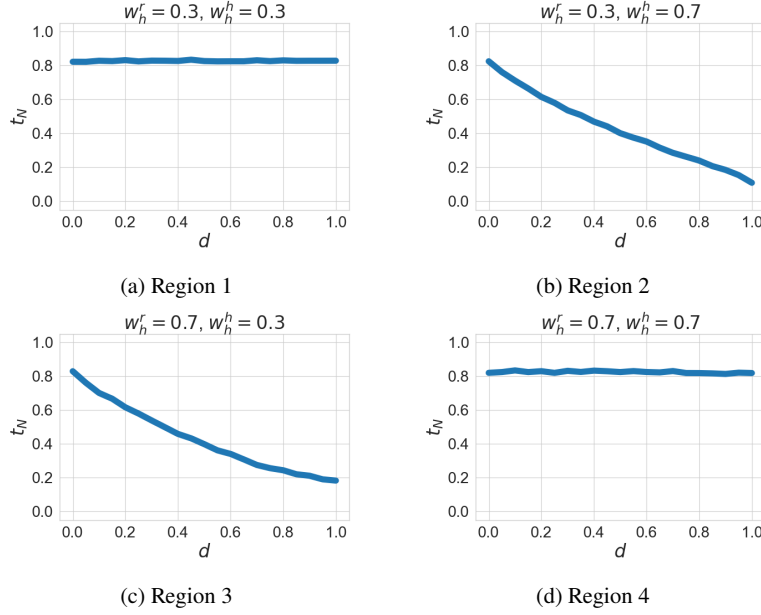 w_h^r = 0.3, w_h^h = 0.3
1.0
0.8
0.6
0.4
0.2
0.0
t_N
0.0 0.2 0.4 0.6 0.8 1.0
d
(a) Region 1
w_h^r = 0.3, w_h^h = 0.7
1.0
0.8
0.6
0.4
0.2
0.0
t_N
0.0 0.2 0.4 0.6 0.8 1.0
d
(b) Region 2
w_h^r = 0.7, w_h^h = 0.3
1.0
0.8
0.6
0.4
0.2
0.0
t_N
0.0 0.2 0.4 0.6 0.8 1.0
d
(c) Region 3
w_h^r = 0.7, w_h^h = 0.7
1.0
0.8
0.6
0.4
0.2
0.0
t_N
0.0 0.2 0.4 0.6 0.8 1.0
d
(d) Region 4